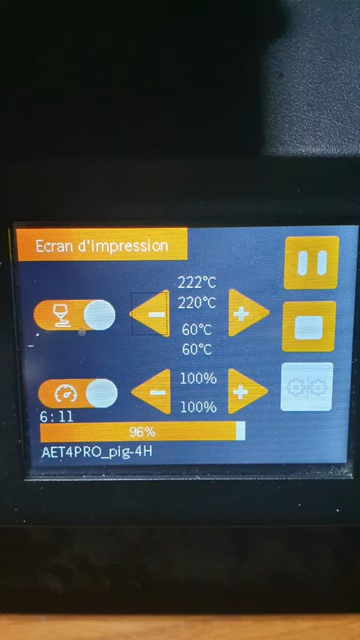 Ecran d'impression
222°C
220°C
60°C
60°C
100%
100%
6:11
96%
AET4PRO_pig-4H